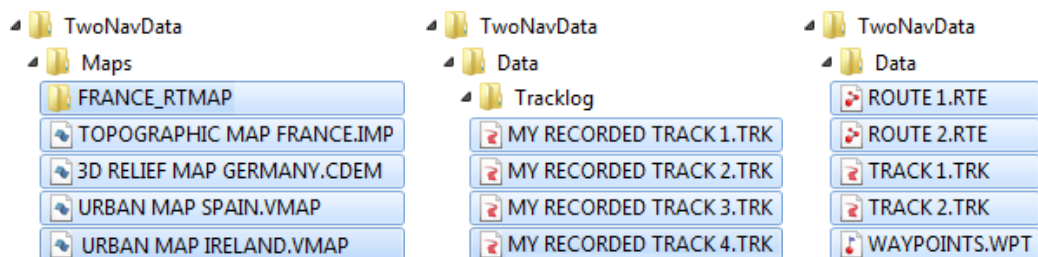 TwoNavData
Maps
FRANCE_RTMAP
TOPOGRAPHIC MAP FRANCE.IMP
3D RELIEF MAP GERMANY.CDEM
URBAN MAP SPAIN.VMAP
URBAN MAP IRELAND.VMAP
TwoNavData
Data
Tracklog
MY RECORDED TRACK 1.TRK
MY RECORDED TRACK 2.TRK
MY RECORDED TRACK 3.TRK
MY RECORDED TRACK 4.TRK
TwoNavData
Data
ROUTE 1.RTE
ROUTE 2.RTE
TRACK 1.TRK
TRACK 2.TRK
WAYPOINTS.WPT